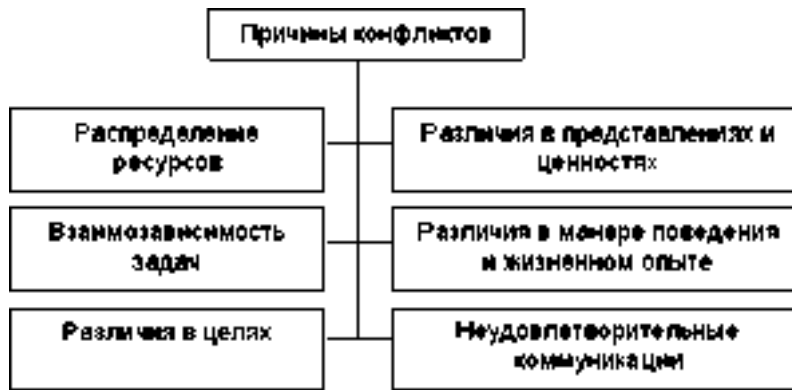 Причины конфликтов
Распределение
ресурсов
Различия в представлениях и
ценностях
Взаимозависимость
задач
Различия в манере поведения
и жизненном опыте
Различия в целях
Неудовлетворительные
коммуникации